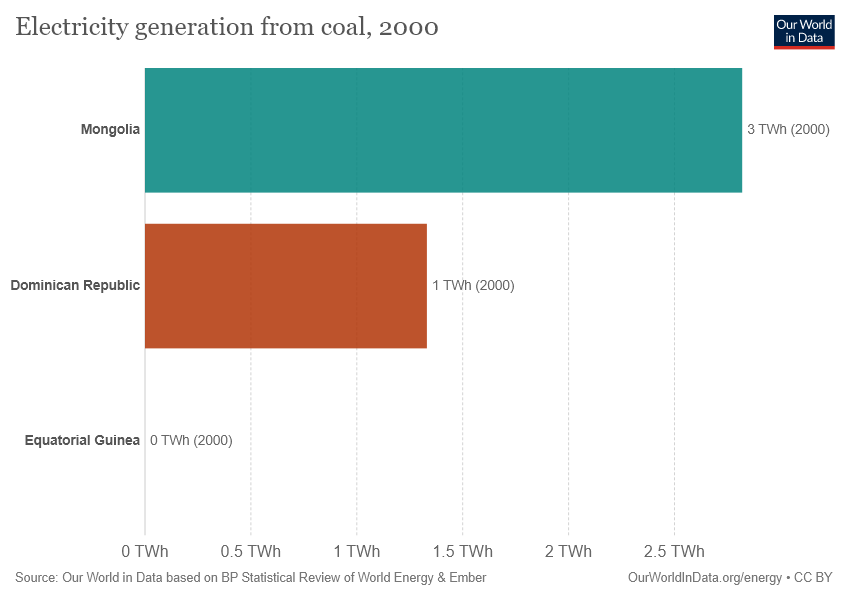 Electricity generation from coal, 2000
Our World
in Data
Mongolia
3 TWh (2000)
Dominican Republic
1 TWh (2000)
Equatorial Guinea
0 TWh (2000)
0 TWh
0.5 TWh
1 TWh
1.5 TWh
2 TWh
2.5 TWh
Source: Our World in Data based on BP Statistical Review of World Energy & Ember
OurWorldInData.org/energy • CC BY